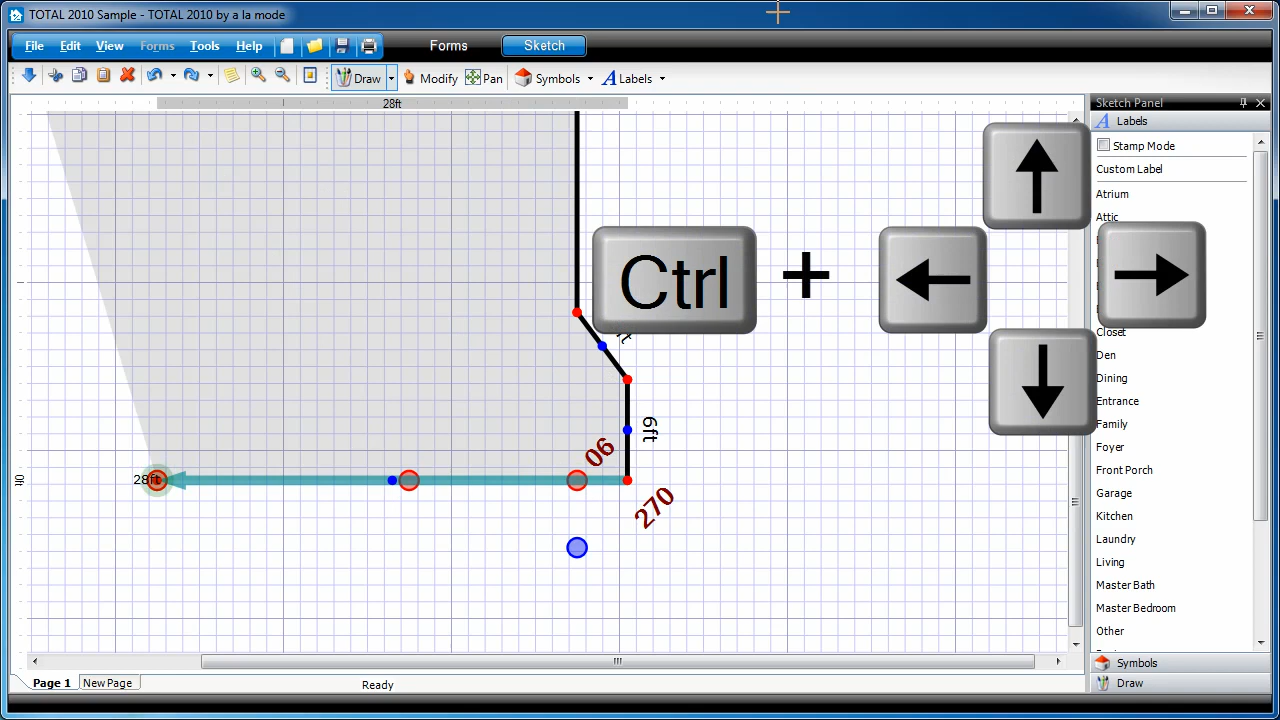 TOTAL 2010 Sample - TOTAL 2010 by a la mode
File Edit View Forms Tools Help Forms Sketch
Draw Modify Pan Symbols Labels
28ft
Sketch Panel
Labels
Stamp Mode
Custom Label
Atrium
Attic
Closet
Den
Dining
Entrance
Family
Foyer
Front Porch
Garage
Kitchen
Laundry
Living
Master Bath
Master Bedroom
Other
Symbols
Draw
Ctrl +
ft
6ft
90
28ft
270
0ft
Page 1 New Page
Ready